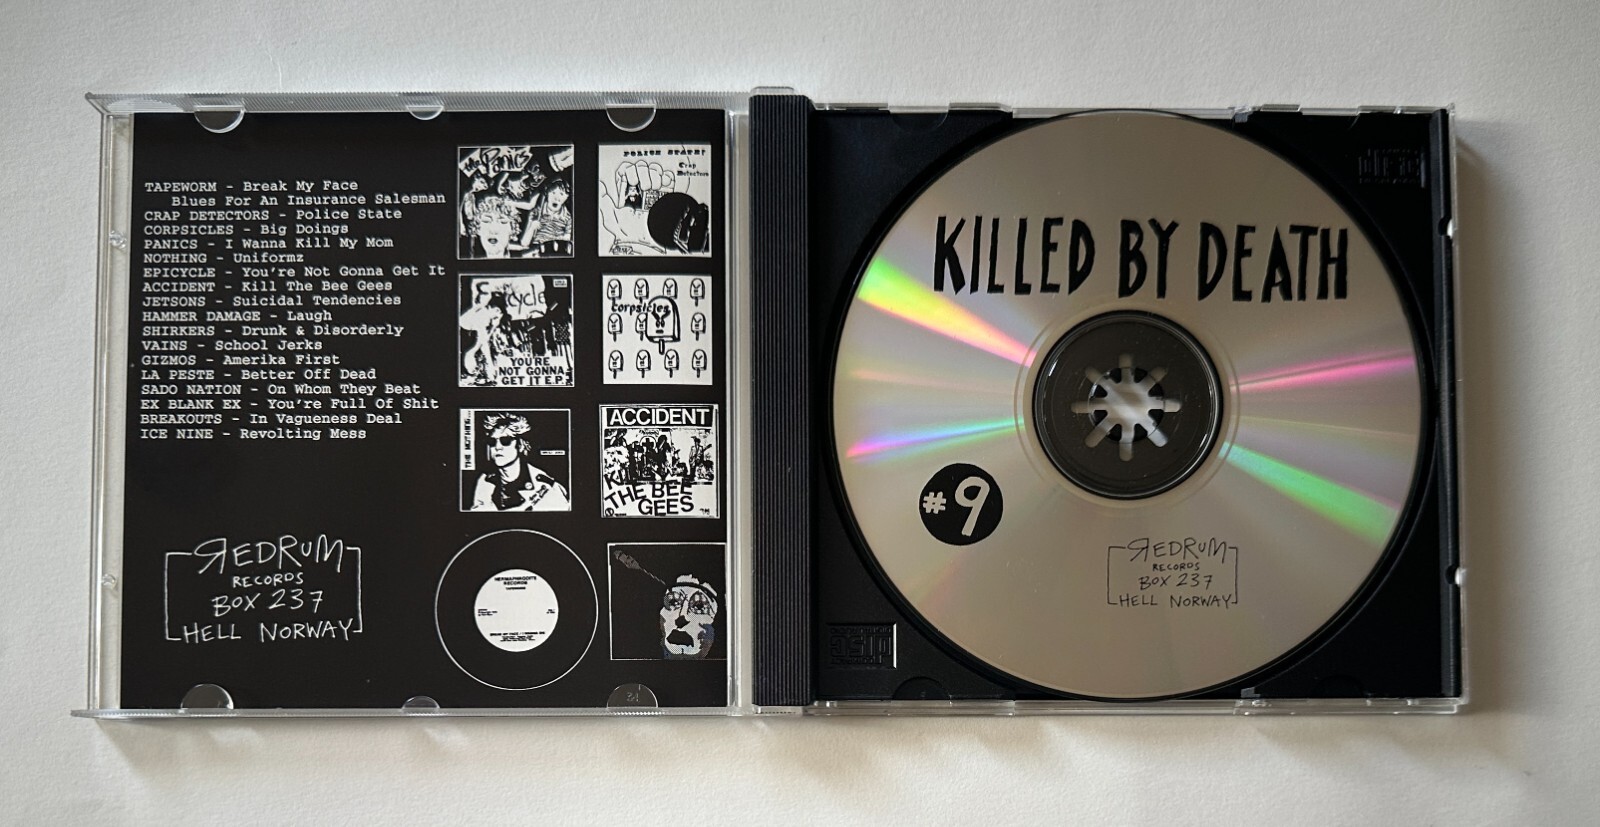 TAPEWORM - Break My Face
Blues For An Insurance Salesman
CRAP DETECTORS - Police State
CORPSICLES - Big Doings
PANICS - I Wanna Kill My Mom
NOTHING - Uniformz
EPICYCLE - You're Not Gonna Get It
ACCIDENT - Kill The Bee Gees
JETSONS - Suicidal Tendencies
HAMMER DAMAGE - Laugh
SHIRKERS - Drunk & Disorderly
VAINS - School Jerks
GIZMOS - Amerika First
LA PESTE - Better Off Dead
SADO NATION - On Whom They Beat
EX BLANK EX - You're Full Of Shit
BREAKOUTS - In Vagueness Deal
ICE NINE - Revolting Mess
REDRUM
RECORDS
BOX 237
HELL NORWAY
the Panics
POLICE STATE!
Crap
Detectors
Epicycle
YOU'RE
NOT GONNA
GET IT E.P.
corpsicles
THE NOTHING...
ACCIDENT
KILL
THE BEE
GEES
HERMAPHRODITE
RECORDS
KILLED BY DEATH
#9
REDRUM
RECORDS
BOX 237
HELL NORWAY